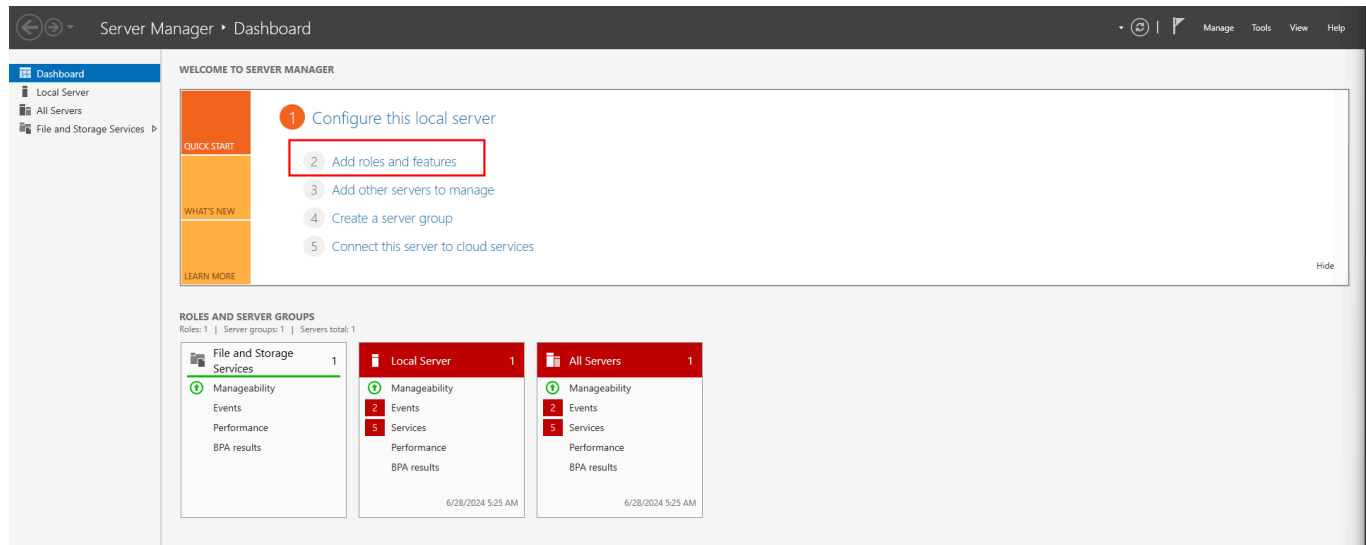 Server Manager ‣ Dashboard
Manage Tools View Help
Dashboard
Local Server
All Servers
File and Storage Services
WELCOME TO SERVER MANAGER
QUICK START
WHAT'S NEW
LEARN MORE
1 Configure this local server
2 Add roles and features
3 Add other servers to manage
4 Create a server group
5 Connect this server to cloud services
Hide
ROLES AND SERVER GROUPS
Roles: 1 | Server groups: 1 | Servers total: 1
File and Storage
Services
1
Manageability
Events
Performance
BPA results
Local Server 1
Manageability
2 Events
5 Services
Performance
BPA results
6/28/2024 5:25 AM
All Servers 1
Manageability
2 Events
5 Services
Performance
BPA results
6/28/2024 5:25 AM